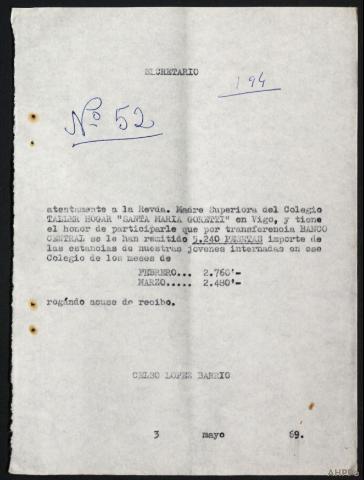 SECRETARIO
194
Nº 52
atentamente a la Revda. Madre Superiora del Colegio
TALLER HOGAR "SANTA MARIA GORETTI" en Vigo, y tiene
el honor de participarle que por transferencia BANCO
CENTRAL se le han remitido 5.240 PESETAS importe de
las estancias de nuestras jovenes internadas en ese
Colegio de los meses de
FEBRERO... 2.760'-
MARZO..... 2.480'-
rogándo acuse de recibo.
CELSO LOPEZ BARRIO
3 mayo 69.